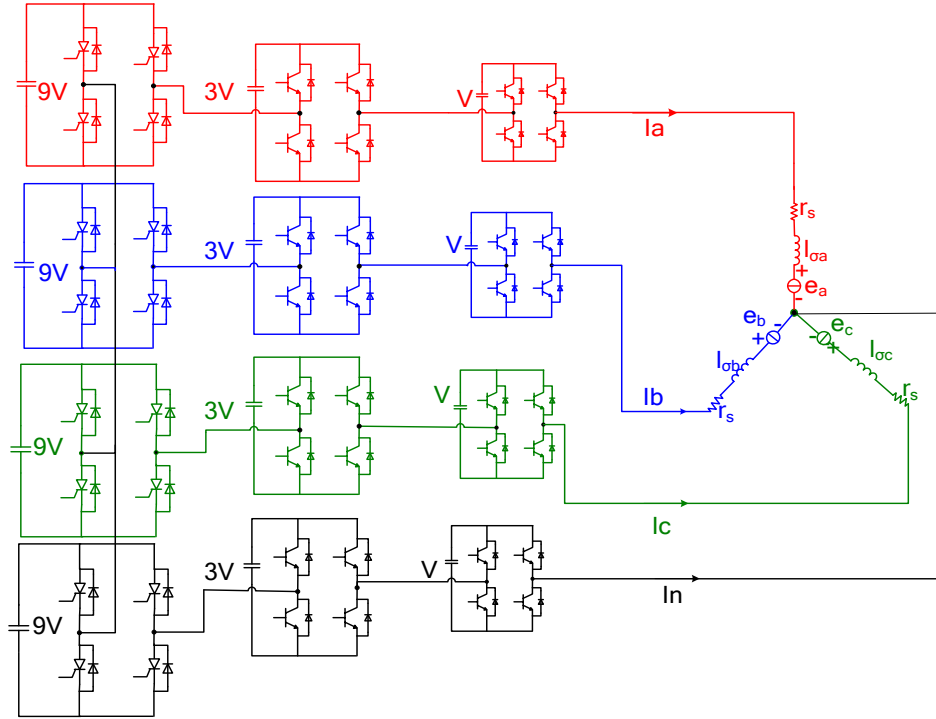 9V
3V
V
Ia
rs
lσa
+
ea
-
9V
3V
V
Ib
eb
-
+
lσb
rs
ec
-
+
lσc
rs
9V
3V
V
Ic
9V
3V
V
In